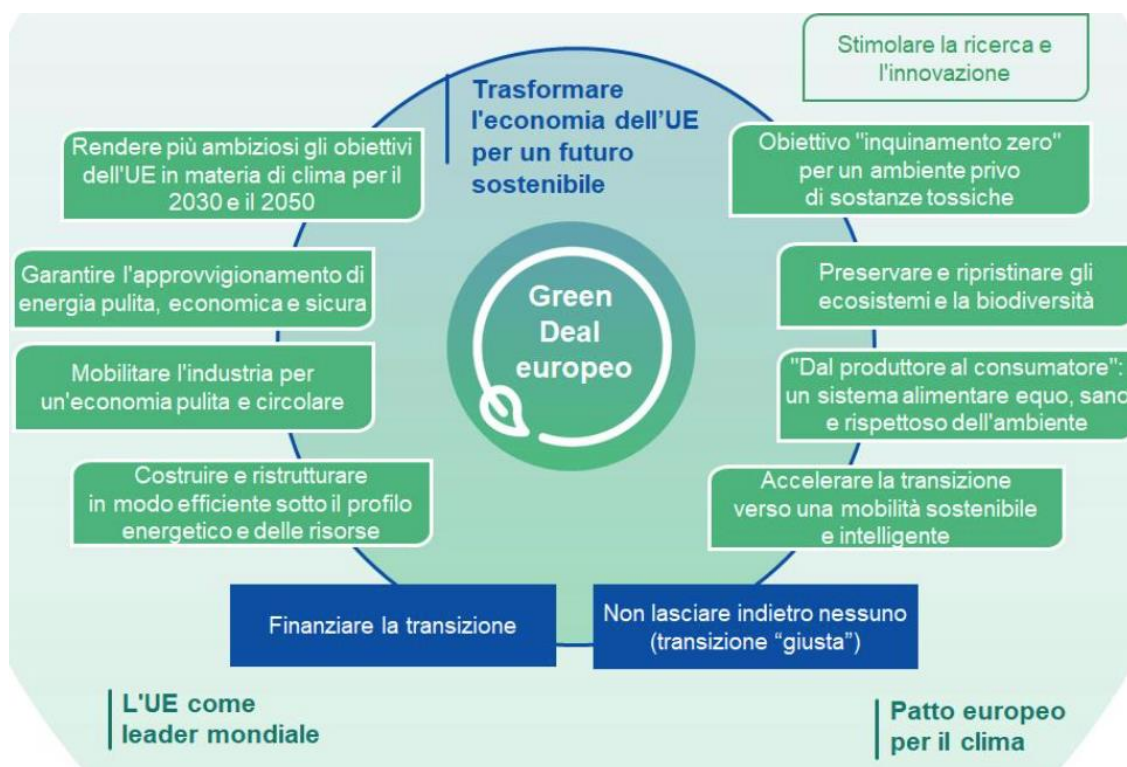 Stimolare la ricerca e
l'innovazione
Trasformare
l'economia dell'UE
per un futuro
sostenibile
Rendere più ambiziosi gli obiettivi
dell'UE in materia di clima per il
2030 e il 2050
Garantire l'approvvigionamento di
energia pulita, economica e sicura
Mobilitare l'industria per
un'economia pulita e circolare
Costruire e ristrutturare
in modo efficiente sotto il profilo
energetico e delle risorse
Green
Deal
europeo
Obiettivo "inquinamento zero"
per un ambiente privo
di sostanze tossiche
Preservare e ripristinare gli
ecosistemi e la biodiversità
"Dal produttore al consumatore":
un sistema alimentare equo, sano
e rispettoso dell'ambiente
Accelerare la transizione
verso una mobilità sostenibile
e intelligente
Finanziare la transizione
Non lasciare indietro nessuno
(transizione “giusta”)
L'UE come
leader mondiale
Patto europeo
per il clima